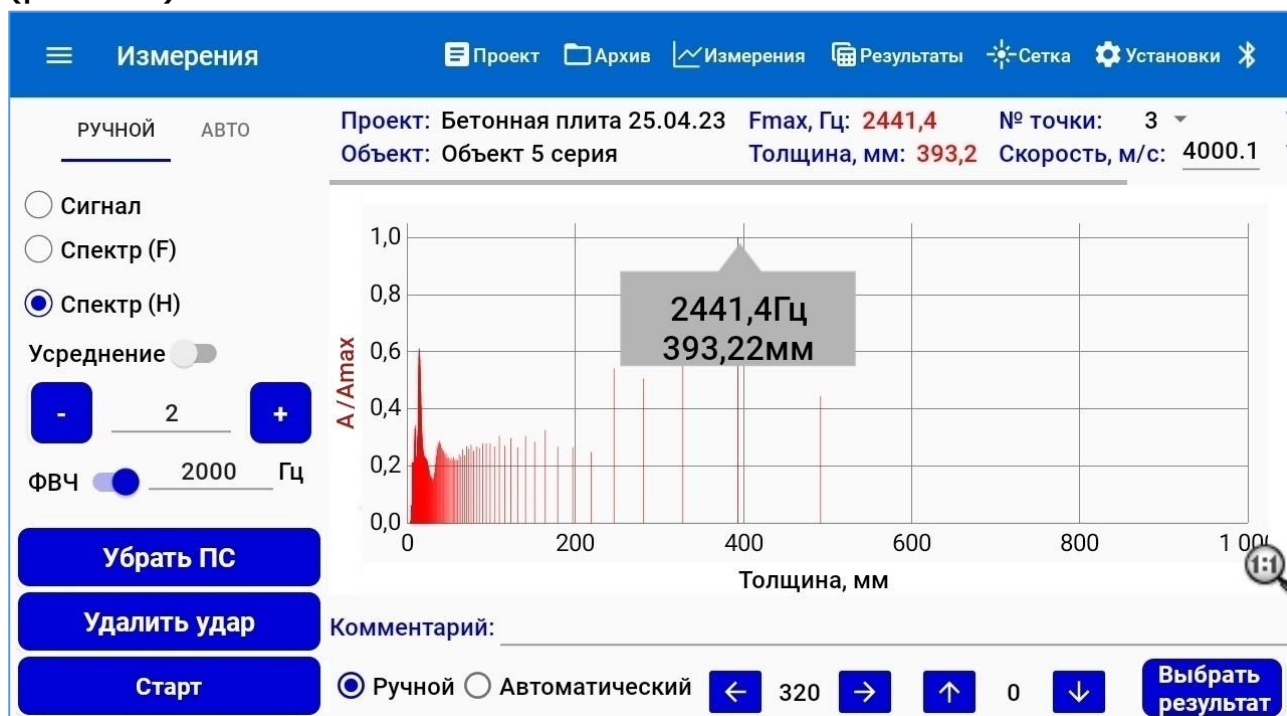 Измерения
Проект Архив Измерения Результаты Сетка Установки
РУЧНОЙ АВТО
Проект: Бетонная плита 25.04.23 Fmax, Гц: 2441,4 № точки: 3
Объект: Объект 5 серия Толщина, мм: 393,2 Скорость, м/с: 4000.1
Сигнал
Спектр (F)
Спектр (H)
Усреднение
- 2 +
ФВЧ 2000 Гц
Убрать ПС
Удалить удар
Старт
A/Amax
1,0
0,8
0,6
0,4
0,2
0,0
2441,4Гц
393,22мм
0 200 400 600 800 1 000
Толщина, мм
1:1
Комментарий:
Ручной Автоматический ← 320 → ↑ 0 ↓ Выбрать
результат